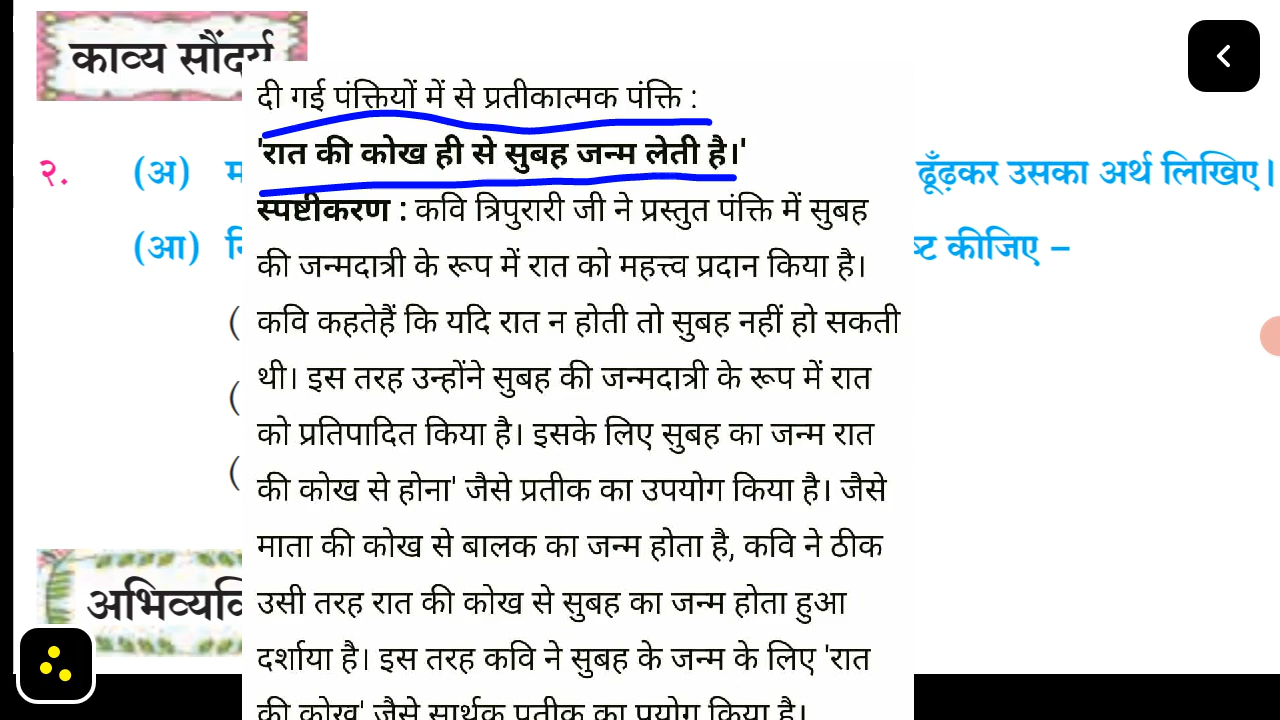 काव्य सौंदर्य
दी गई पंक्तियों में से प्रतीकात्मक पंक्ति :
'रात की कोख ही से सुबह जन्म लेती है।'
२. (अ) ढूँढ़कर उसका अर्थ लिखिए।
स्पष्टीकरण : कवि त्रिपुरारी जी ने प्रस्तुत पंक्ति में सुबह
(आ) कीजिए –
की जन्मदात्री के रूप में रात को महत्त्व प्रदान किया है।
कवि कहतेहैं कि यदि रात न होती तो सुबह नहीं हो सकती
थी। इस तरह उन्होंने सुबह की जन्मदात्री के रूप में रात
को प्रतिपादित किया है। इसके लिए सुबह का जन्म रात
की कोख से होना' जैसे प्रतीक का उपयोग किया है। जैसे
माता की कोख से बालक का जन्म होता है, कवि ने ठीक
उसी तरह रात की कोख से सुबह का जन्म होता हुआ
दर्शाया है। इस तरह कवि ने सुबह के जन्म के लिए 'रात
की कोख' जैसे सार्थक प्रतीक का प्रयोग किया है।